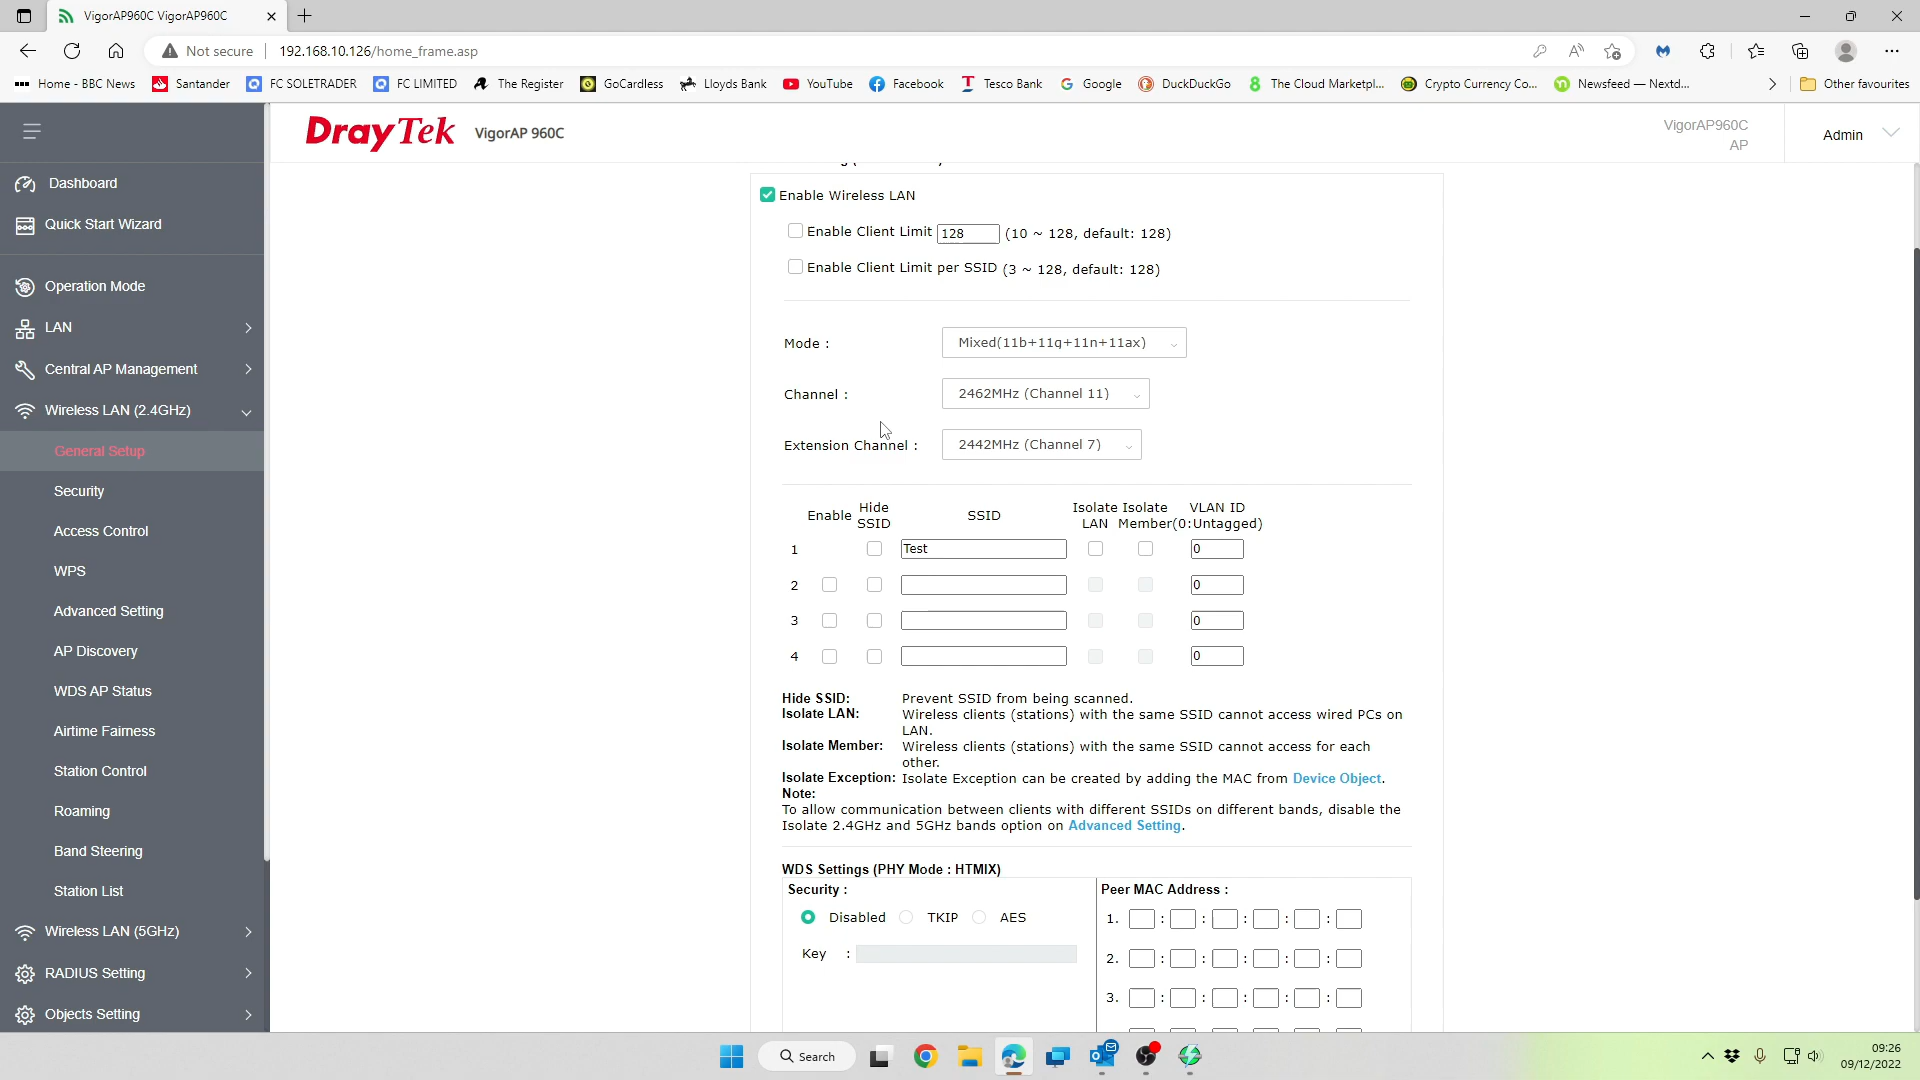 VigorAP960C VigorAP960C
Not secure 192.168.10.126/home_frame.asp
Home - BBC News Santander FC SOLETRADER FC LIMITED The Register GoCardless Lloyds Bank YouTube Facebook Tesco Bank Google DuckDuckGo The Cloud Marketpl... Crypto Currency Co... Newsfeed — Nextd... Other favourites
DrayTek VigorAP 960C
VigorAP960C
AP
Admin
Dashboard
Quick Start Wizard
Operation Mode
LAN
Central AP Management
Wireless LAN (2.4GHz)
General Setup
Security
Access Control
WPS
Advanced Setting
AP Discovery
WDS AP Status
Airtime Fairness
Station Control
Roaming
Band Steering
Station List
Wireless LAN (5GHz)
RADIUS Setting
Objects Setting
Enable Wireless LAN
Enable Client Limit 128 (10 ~ 128, default: 128)
Enable Client Limit per SSID (3 ~ 128, default: 128)
Mode : Mixed(11b+11g+11n+11ax)
Channel : 2462MHz (Channel 11)
Extension Channel : 2442MHz (Channel 7)
Enable Hide SSID SSID Isolate LAN Isolate Member VLAN ID (0:Untagged)
1 Test 0
2 0
3 0
4 0
Hide SSID: Prevent SSID from being scanned.
Isolate LAN: Wireless clients (stations) with the same SSID cannot access wired PCs on
LAN.
Isolate Member: Wireless clients (stations) with the same SSID cannot access for each
other.
Isolate Exception: Isolate Exception can be created by adding the MAC from Device Object.
Note:
To allow communication between clients with different SSIDs on different bands, disable the
Isolate 2.4GHz and 5GHz bands option on Advanced Setting.
WDS Settings (PHY Mode : HTMIX)
Security :
Disabled TKIP AES
Key :
Peer MAC Address :
1. : : : : :
2. : : : : :
3. : : : : :
Search
09:26
09/12/2022